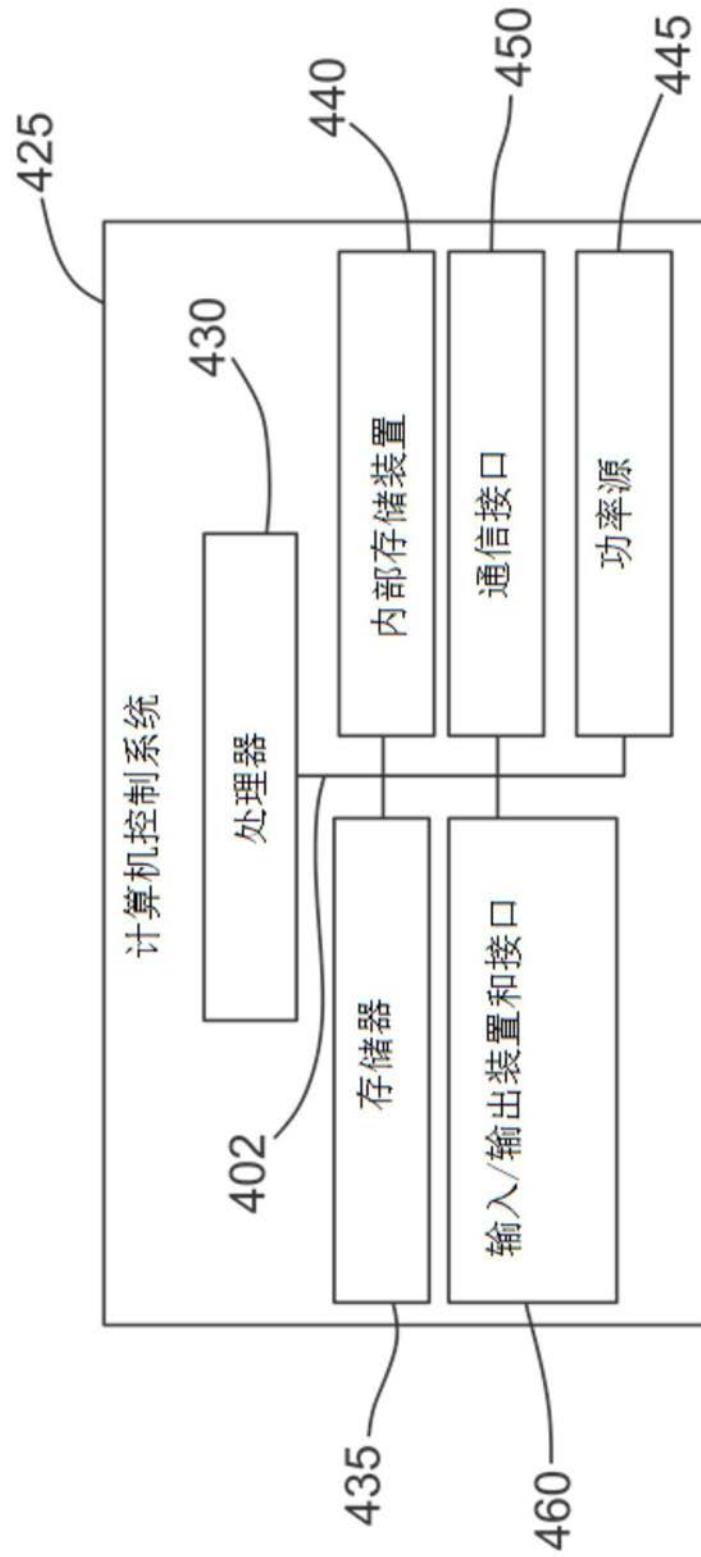 425
计算机控制系统
430
处理器
402
440
435
存储器
内部存储装置
450
460
输入/输出装置和接口
通信接口
445
功率源